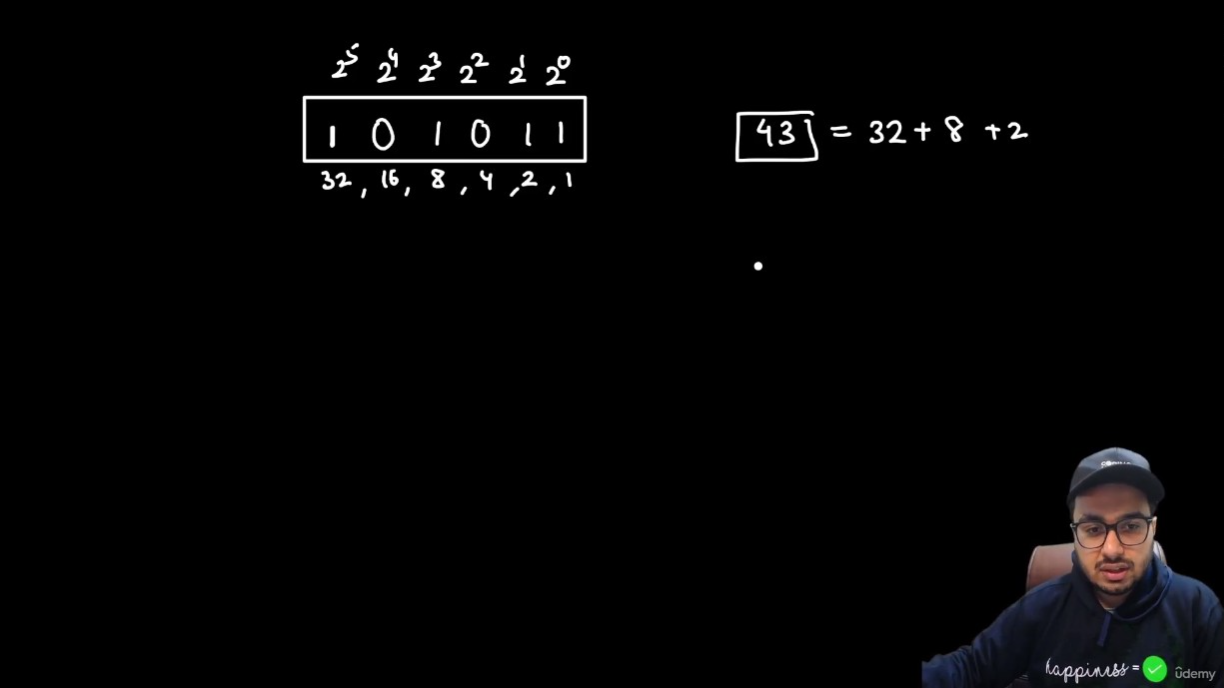 2⁵ 2⁴ 2³ 2² 2¹ 2⁰
1 0 1 0 1 1
32, 16, 8, 4, 2, 1
43 = 32 + 8 + 2
happiness =
ûdemy